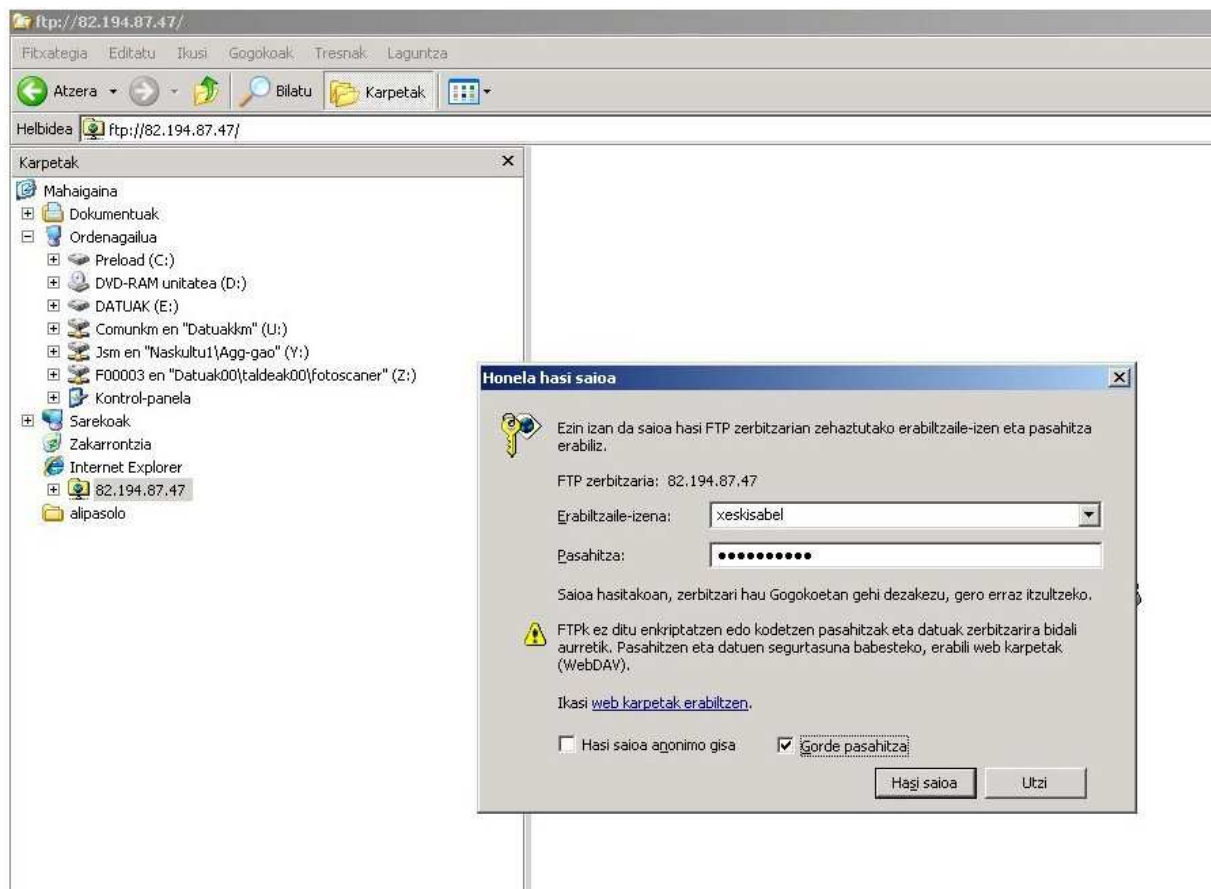 ftp://82.194.87.47/
Fitxategia Editatu Ikusi Gogokoak Tresnak Laguntza
Atzera Bilatu Karpetak
Helbidea ftp://82.194.87.47/
Karpetak
Mahaigaina
Dokumentuak
Ordenagailua
Preload (C:)
DVD-RAM unitatea (D:)
DATUAK (E:)
Comunkm en "Datuakkm" (U:)
Jsm en "Naskultu1\Agg-gao" (Y:)
F00003 en "Datuak00\taldeak00\fotoscaner" (Z:)
Kontrol-panela
Sarekoak
Zakarrontzia
Internet Explorer
82.194.87.47
alipasolo
Honela hasi saioa
Ezin izan da saioa hasi FTP zerbitzarian zehaztutako erabiltzaile-izen eta pasahitza
erabiliz.
FTP zerbitzaria: 82.194.87.47
Erabiltzaile-izena: xeskisabel
Pasahitza: ●●●●●●●●●●
Saioa hasitakoan, zerbitzari hau Gogokoetan gehi dezakezu, gero erraz itzultzeko.
FTPk ez ditu enkriptatzen edo kodetzen pasahitzak eta datuak zerbitzarira bidali
aurretik. Pasahitzen eta datuen segurtasuna babesteko, erabili web karpetak
(WebDAV).
Ikasi web karpetak erabiltzen.
Hasi saioa anonimo gisa Gorde pasahitza
Hasi saioa Utzi